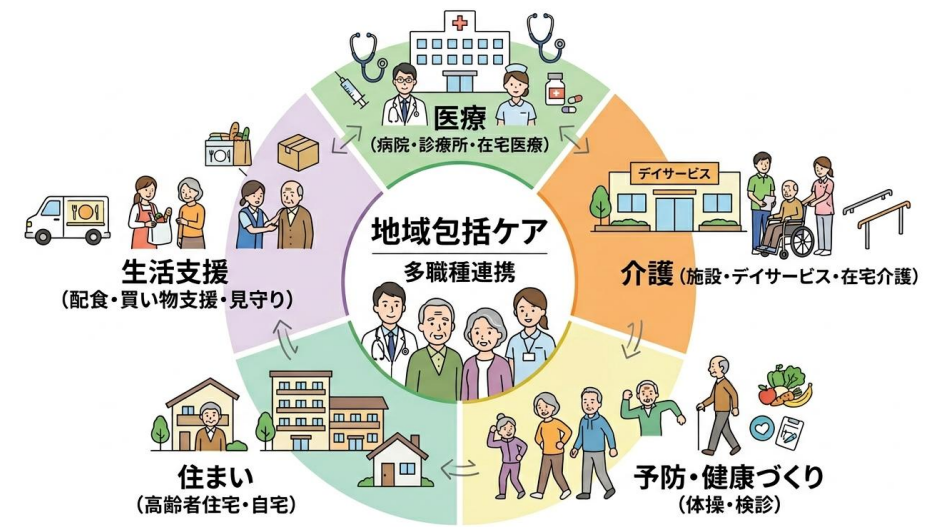 医療
(病院・診療所・在宅医療)
デイサービス
介護(施設・デイサービス・在宅介護)
地域包括ケア
多職種連携
生活支援
(配食・買い物支援・見守り)
予防・健康づくり
(体操・検診)
住まい
(高齢者住宅・自宅)